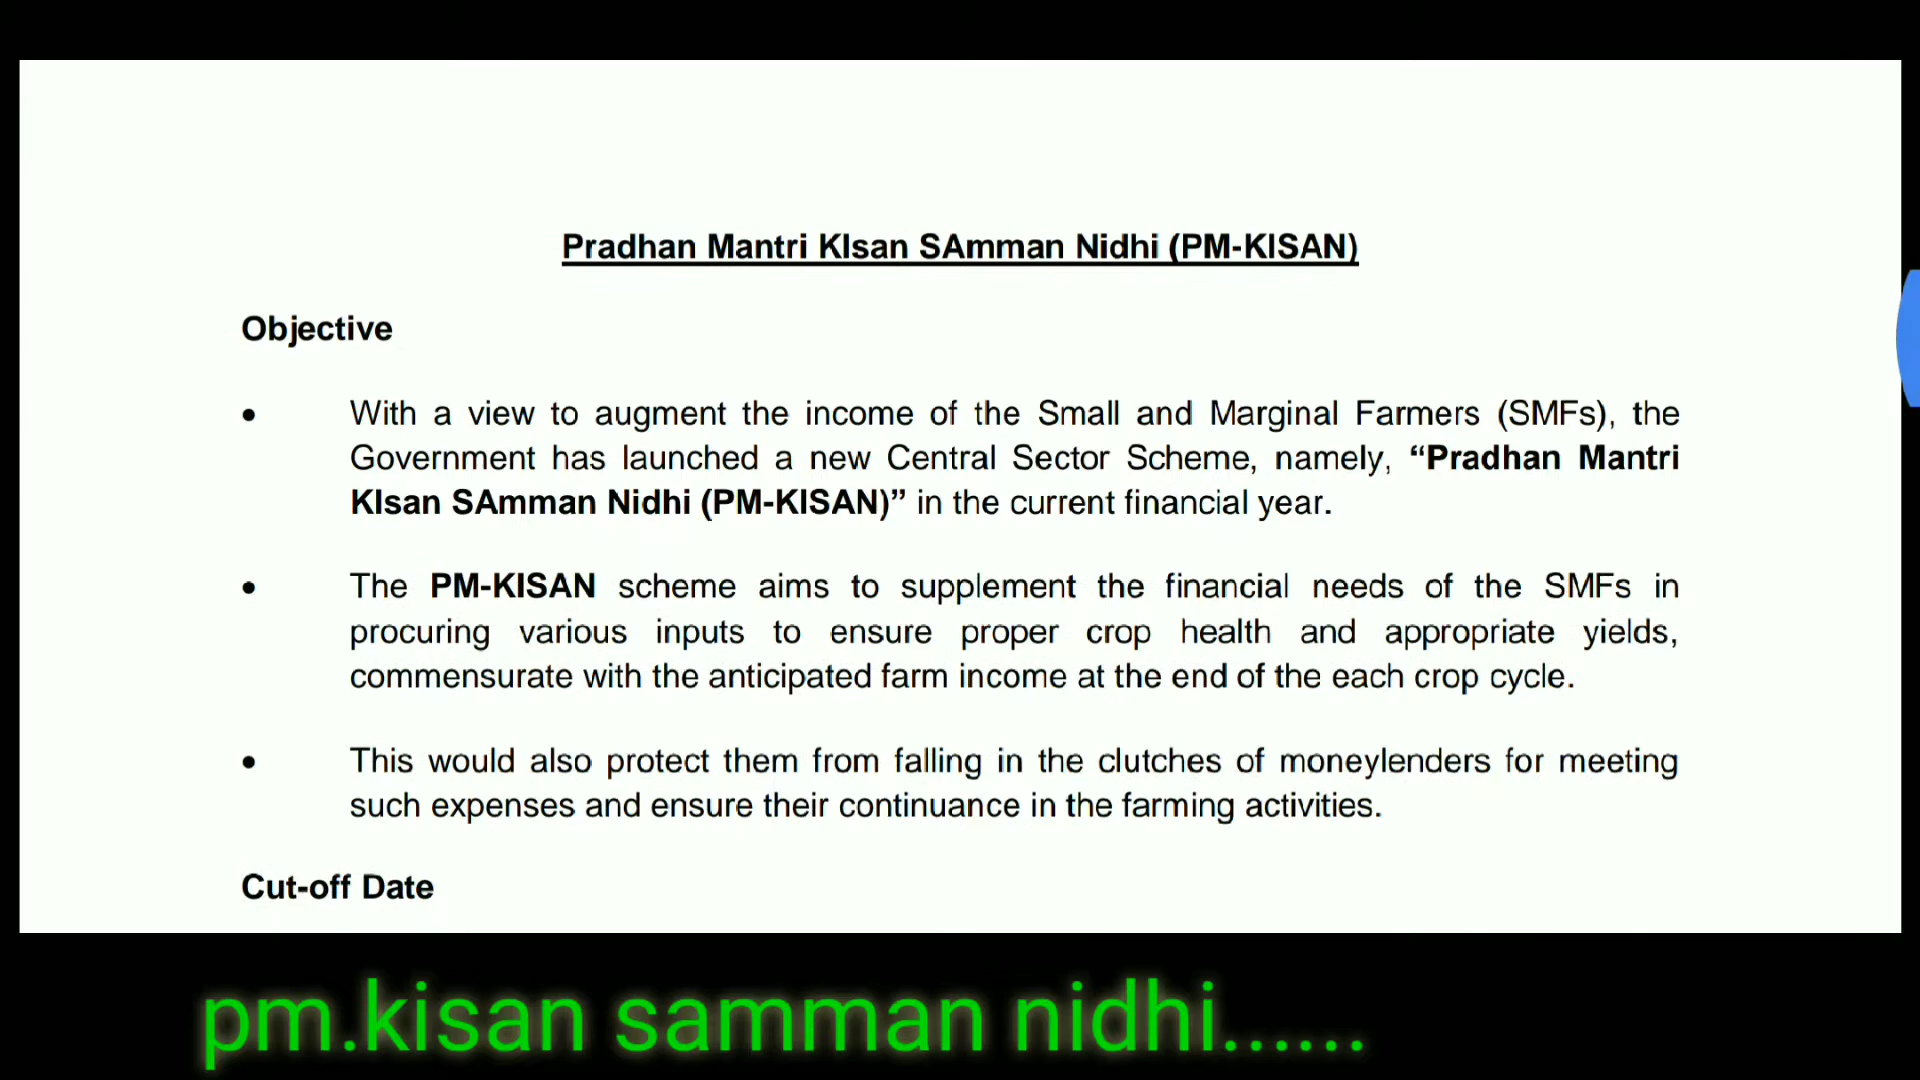 Pradhan Mantri KIsan SAmman Nidhi (PM-KISAN)
Objective
• With a view to augment the income of the Small and Marginal Farmers (SMFs), the
Government has launched a new Central Sector Scheme, namely, “Pradhan Mantri
KIsan SAmman Nidhi (PM-KISAN)” in the current financial year.
• The PM-KISAN scheme aims to supplement the financial needs of the SMFs in
procuring various inputs to ensure proper crop health and appropriate yields,
commensurate with the anticipated farm income at the end of the each crop cycle.
• This would also protect them from falling in the clutches of moneylenders for meeting
such expenses and ensure their continuance in the farming activities.
Cut-off Date
pm.kisan samman nidhi......